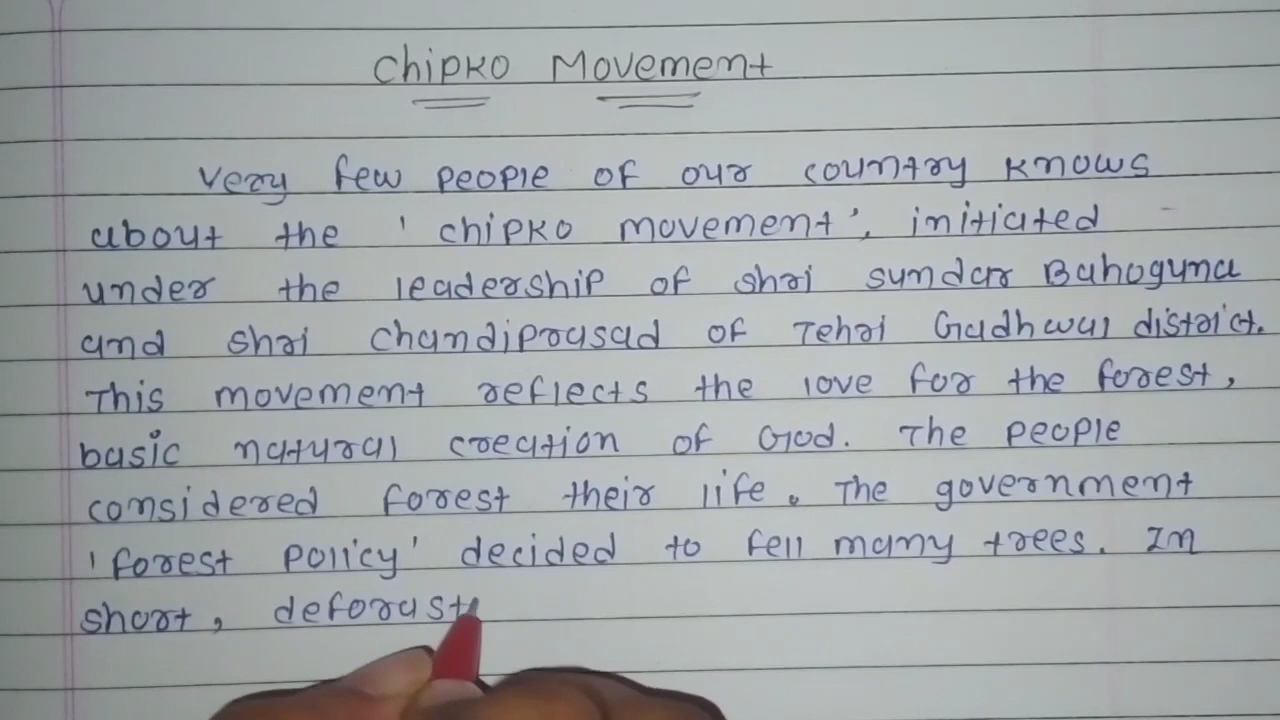 Chipko Movement
Very few people of our country knows
about the 'chipko movement', initiated
under the leadership of shri sundar Bahoguna
and shri Chandiprasad of Tehri Gadhwal district.
This movement reflects the love for the forest,
basic natural creation of God. The people
considered forest their life. The government
'forest policy' decided to fell many trees. In
short, deforast